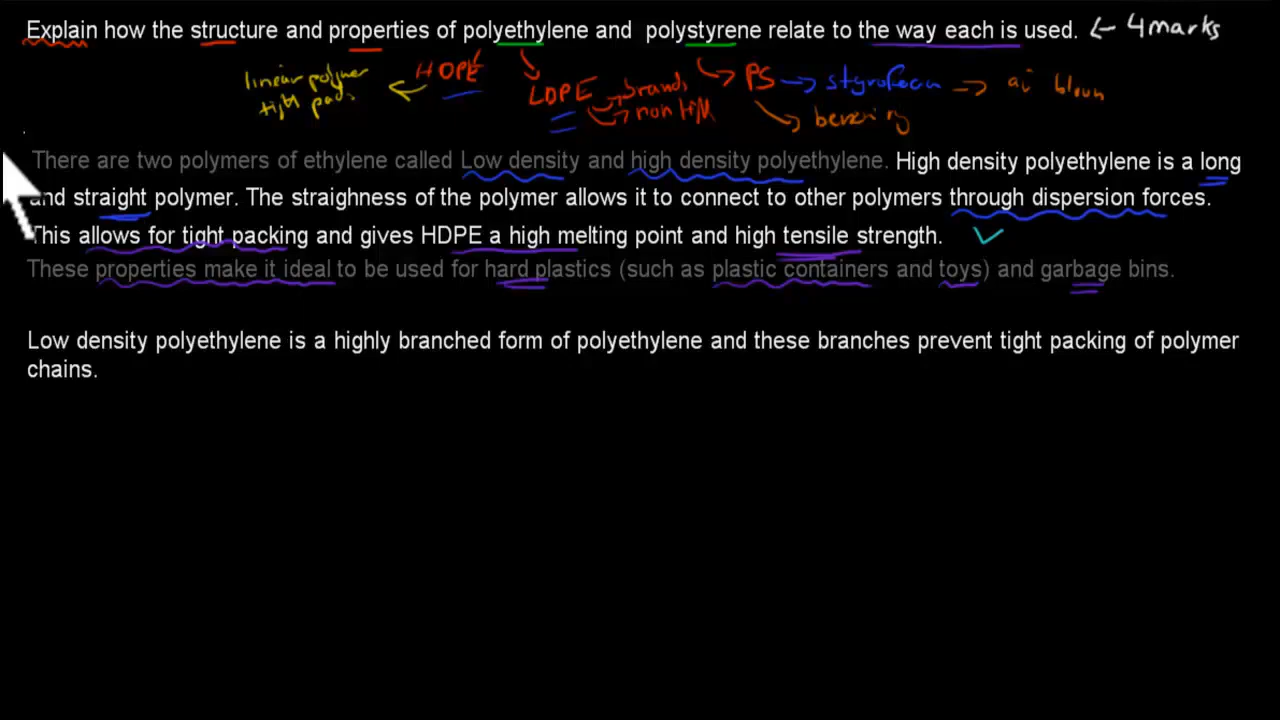 Explain how the structure and properties of polyethylene and polystyrene relate to the way each is used. ← 4 marks
linear polymer HDPE LDPE PS → styrofoam →
tight benzene ring
There are two polymers of ethylene called Low density and high density polyethylene. High density polyethylene is a long
and straight polymer. The straighness of the polymer allows it to connect to other polymers through dispersion forces.
This allows for tight packing and gives HDPE a high melting point and high tensile strength. ✓
These properties make it ideal to be used for hard plastics (such as plastic containers and toys) and garbage bins.
Low density polyethylene is a highly branched form of polyethylene and these branches prevent tight packing of polymer
chains.